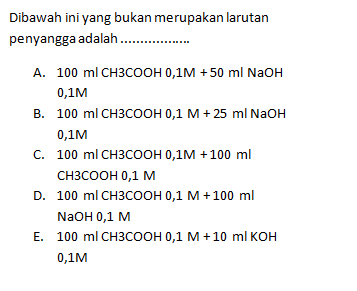 Dibawah ini yang bukan merupakan larutan
penyangga adalah ..................
A. 100 ml CH3COOH 0,1M + 50 ml NaOH
0,1M
B. 100 ml CH3COOH 0,1 M + 25 ml NaOH
0,1M
C. 100 ml CH3COOH 0,1M + 100 ml
CH3COOH 0,1 M
D. 100 ml CH3COOH 0,1 M + 100 ml
NaOH 0,1 M
E. 100 ml CH3COOH 0,1 M + 10 ml KOH
0,1M